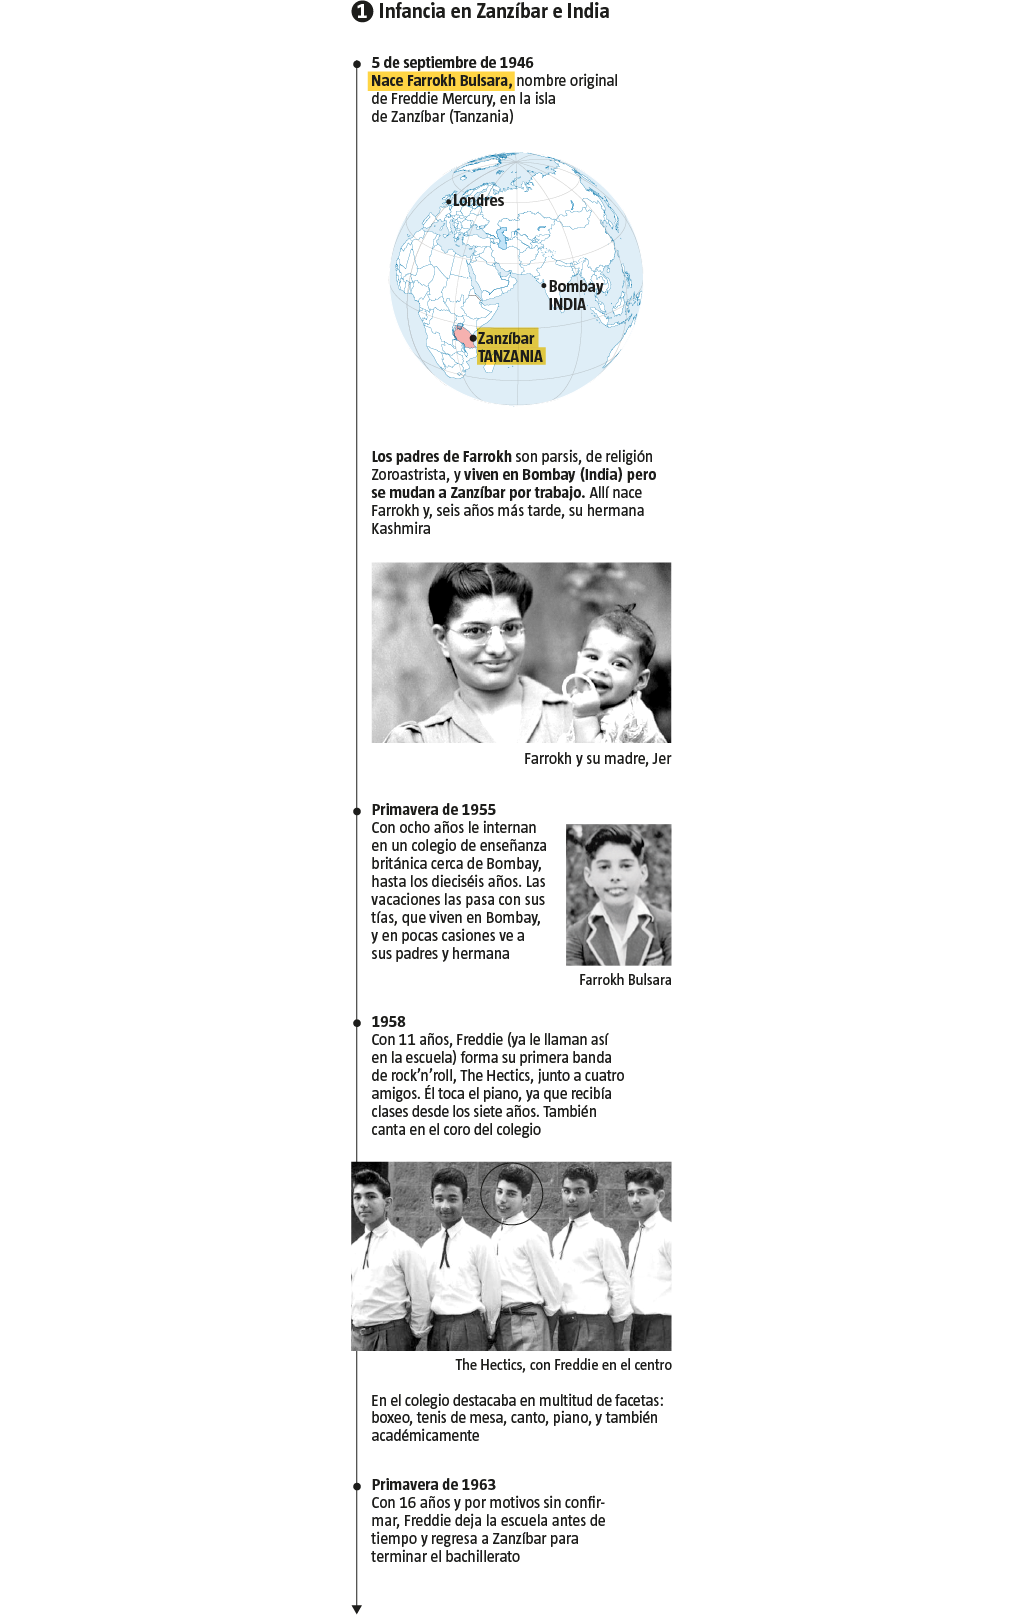 1 Infancia en Zanzíbar e India
5 de septiembre de 1946
Nace Farrokh Bulsara, nombre original
de Freddie Mercury, en la isla
de Zanzíbar (Tanzania)
Londres
Bombay
INDIA
Zanzíbar
TANZANIA
Los padres de Farrokh son parsis, de religión
Zoroastrista, y viven en Bombay (India) pero
se mudan a Zanzíbar por trabajo. Allí nace
Farrokh y, seis años más tarde, su hermana
Kashmira
Farrokh y su madre, Jer
Primavera de 1955
Con ocho años le internan
en un colegio de enseñanza
británica cerca de Bombay,
hasta los dieciséis años. Las
vacaciones las pasa con sus
tías, que viven en Bombay,
y en pocas casiones ve a
sus padres y hermana
Farrokh Bulsara
1958
Con 11 años, Freddie (ya le llaman así
en la escuela) forma su primera banda
de rock’n’roll, The Hectics, junto a cuatro
amigos. Él toca el piano, ya que recibía
clases desde los siete años. También
canta en el coro del colegio
The Hectics, con Freddie en el centro
En el colegio destacaba en multitud de facetas:
boxeo, tenis de mesa, canto, piano, y también
académicamente
Primavera de 1963
Con 16 años y por motivos sin confir-
mar, Freddie deja la escuela antes de
tiempo y regresa a Zanzíbar para
terminar el bachillerato